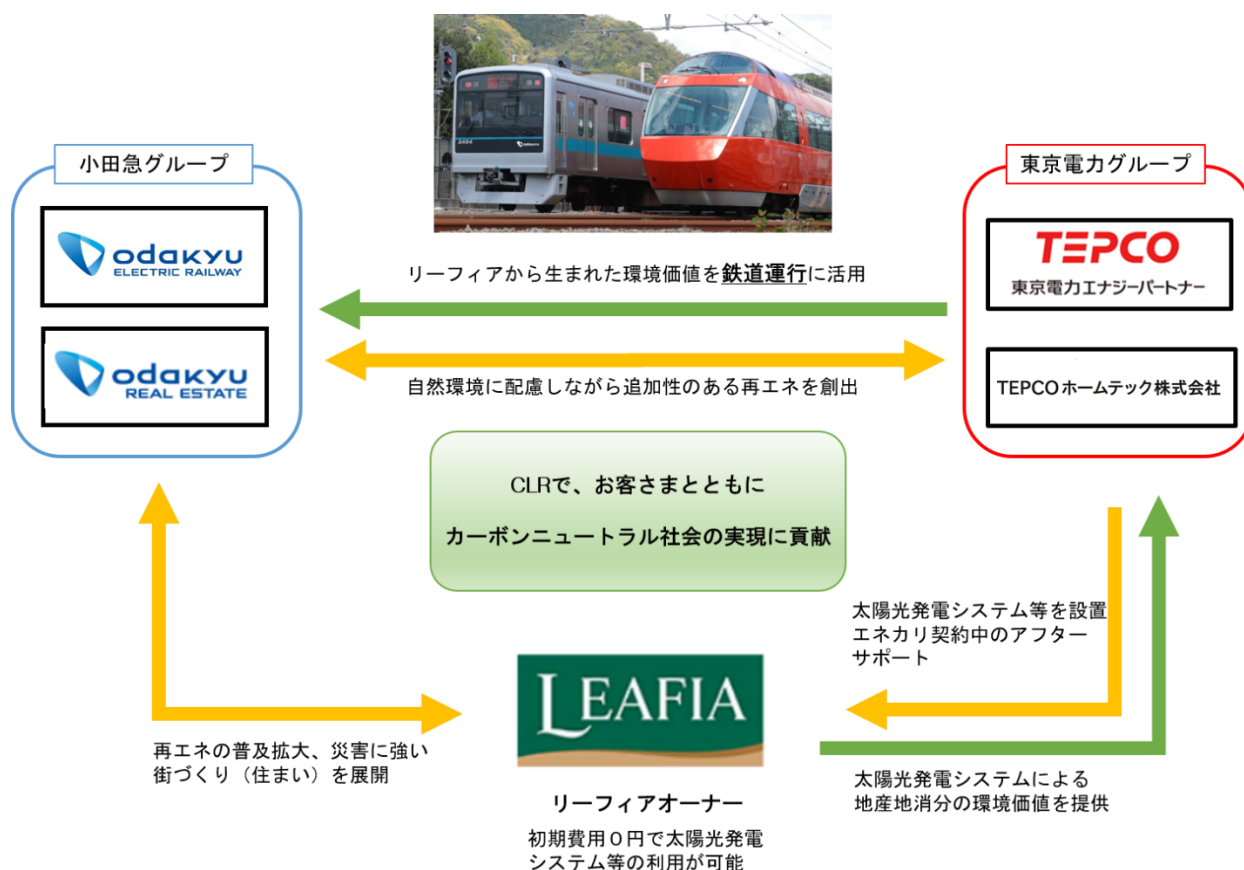 小田急グループ
odakyu
ELECTRIC RAILWAY
odakyu
REAL ESTATE
3494
odakyu
東京電力グループ
TEPCO
東京電力エナジーパートナー
TEPCOホームテック株式会社
リーフィアから生まれた環境価値を鉄道運行に活用
自然環境に配慮しながら追加性のある再エネを創出
CLRで、お客さまとともに
カーボンニュートラル社会の実現に貢献
太陽光発電システム等を設置
エネカリ契約中のアフター
サポート
再エネの普及拡大、災害に強い
街づくり（住まい）を展開
LEAFIA
リーフィアオーナー
初期費用０円で太陽光発電
システム等の利用が可能
太陽光発電システムによる
地産地消分の環境価値を提供